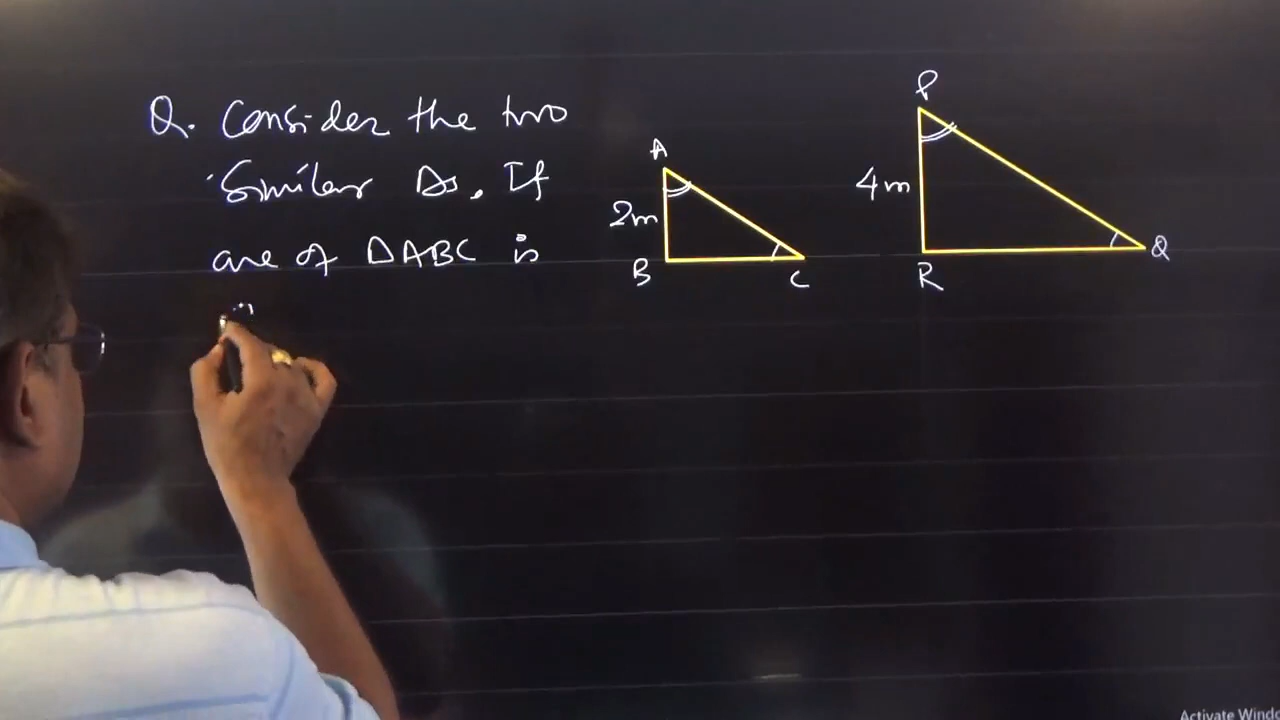 Q. Consider the two
Similar Δs, If
are of ΔABC is
A
2m
B
C
P
4m
R
Q
Activate Windo